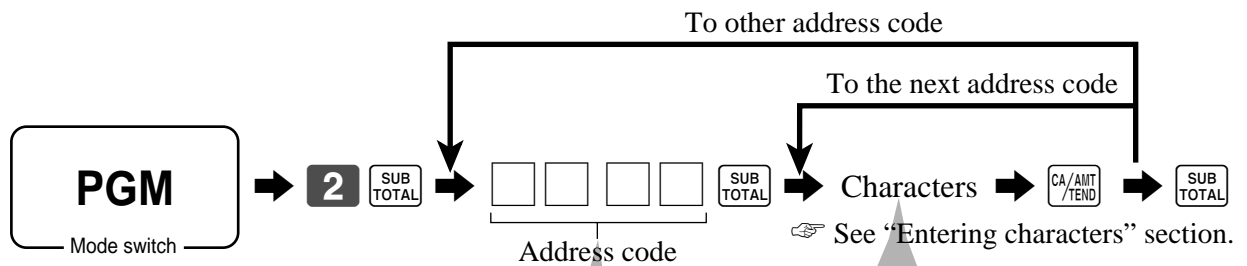 To other address code
To the next address code
PGM
Mode switch
2
SUB
TOTAL
SUB
TOTAL
Characters
CA/AMT
/TEND
SUB
TOTAL
Address code
☞ See “Entering characters” section.